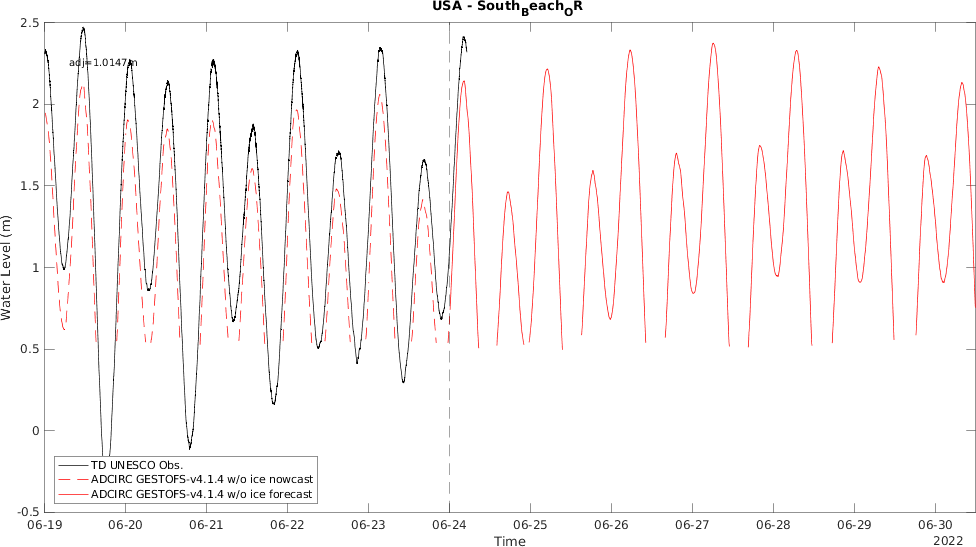 USA - South_Beach_OR
2.5
adj=1.0147m
2
1.5
1
0.5
0
-0.5
Water Level (m)
TD UNESCO Obs.
ADCIRC GESTOFS-v4.1.4 w/o ice nowcast
ADCIRC GESTOFS-v4.1.4 w/o ice forecast
06-19 06-20 06-21 06-22 06-23 06-24 06-25 06-26 06-27 06-28 06-29 06-30
Time
2022